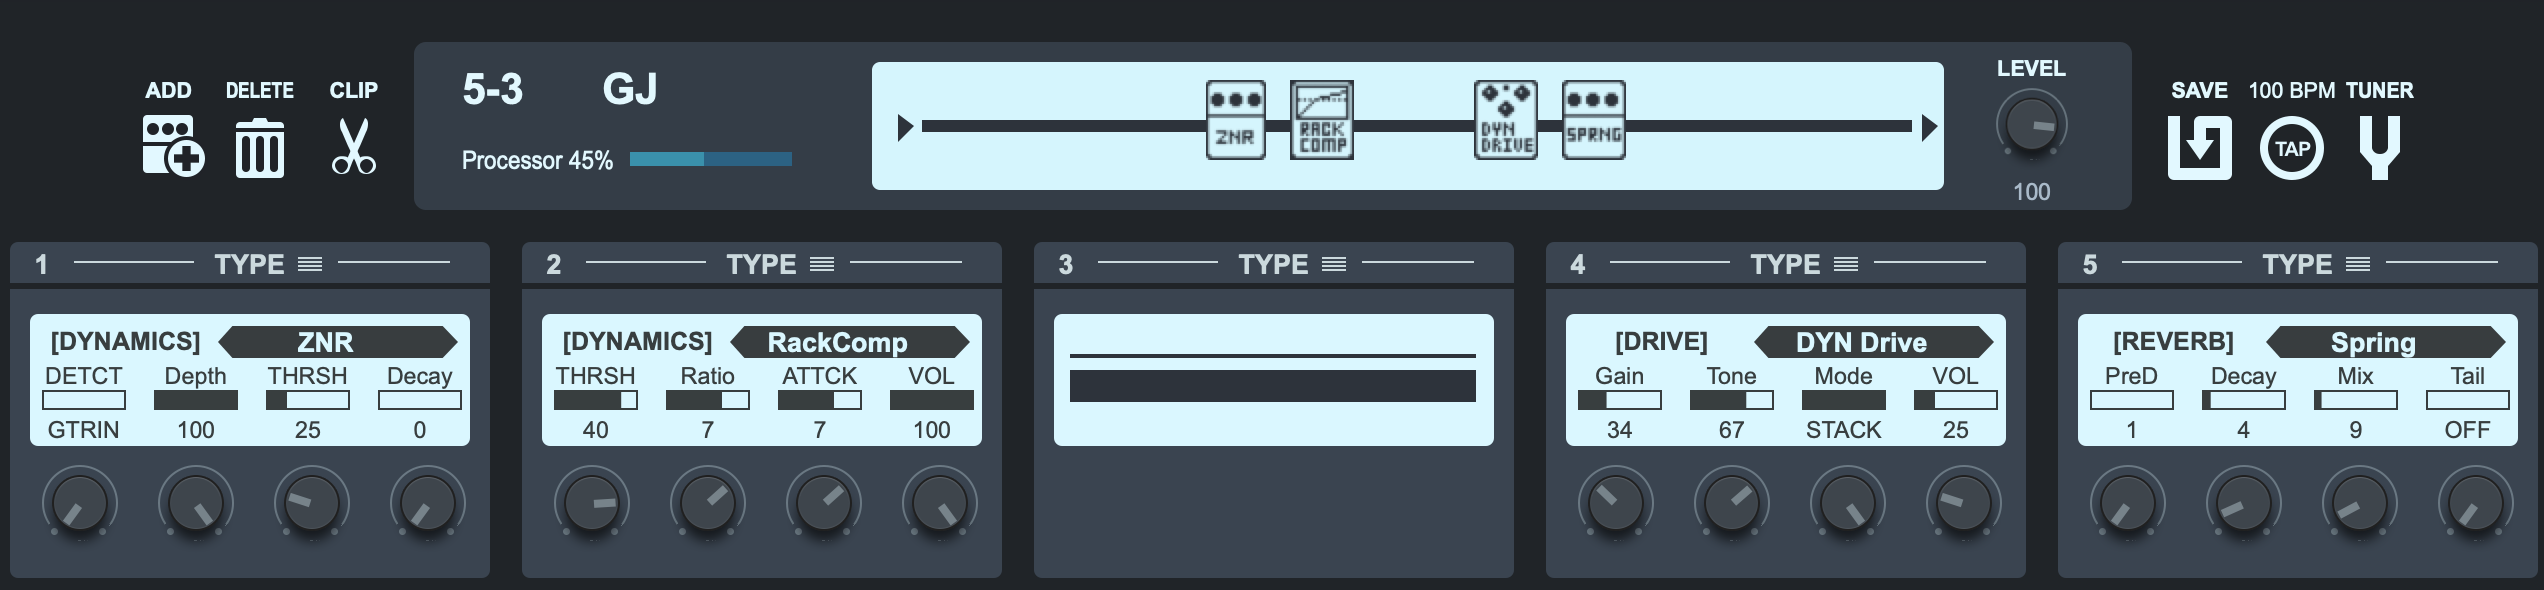 ADD DELETE CLIP
5-3 GJ
Processor 45%
ZNR
RACK COMP
DYN DRIVE
SPRNG
LEVEL
100
SAVE 100 BPM TUNER
TAP
1 TYPE
[DYNAMICS] ZNR
DETCT Depth THRSH Decay
GTRIN 100 25 0
2 TYPE
[DYNAMICS] RackComp
THRSH Ratio ATTCK VOL
40 7 7 100
3 TYPE
4 TYPE
[DRIVE] DYN Drive
Gain Tone Mode VOL
34 67 STACK 25
5 TYPE
[REVERB] Spring
PreD Decay Mix Tail
1 4 9 OFF